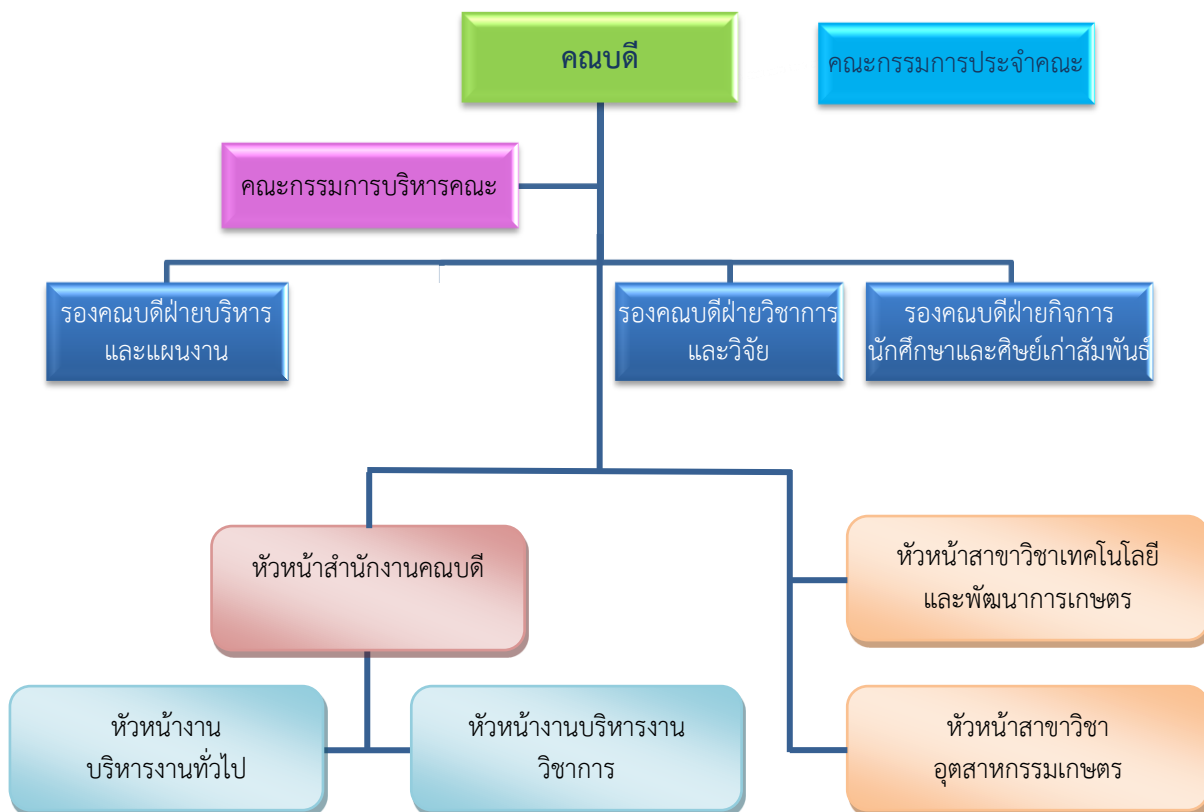 คณบดี
คณะกรรมการประจำคณะ
คณะกรรมการบริหารคณะ
รองคณบดีฝ่ายบริหาร
และแผนงาน
รองคณบดีฝ่ายวิชาการ
และวิจัย
รองคณบดีฝ่ายกิจการ
นักศึกษาและศิษย์เก่าสัมพันธ์
หัวหน้าสำนักงานคณบดี
หัวหน้าสาขาวิชาเทคโนโลยี
และพัฒนาการเกษตร
หัวหน้างาน
บริหารงานทั่วไป
หัวหน้างานบริหารงาน
วิชาการ
หัวหน้าสาขาวิชา
อุตสาหกรรมเกษตร